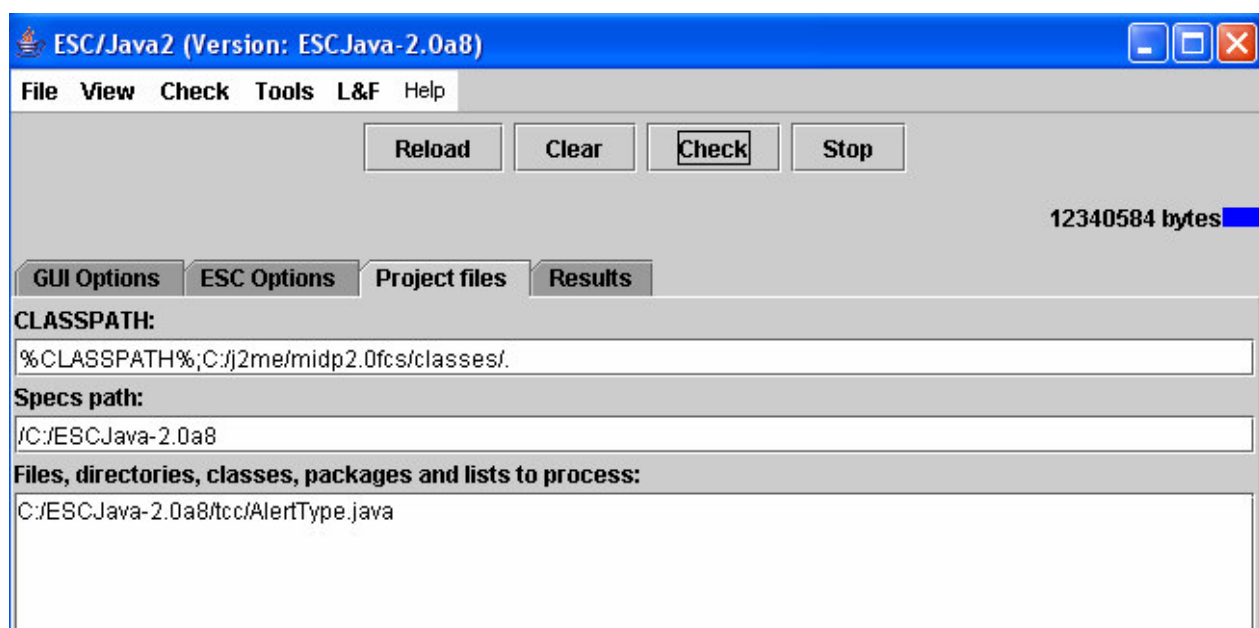 ESC/Java2 (Version: ESCJava-2.0a8)
File View Check Tools L&F Help
Reload Clear Check Stop
12340584 bytes
GUI Options ESC Options Project files Results
CLASSPATH:
%CLASSPATH%;C:/j2me/midp2.0fcs/classes/.
Specs path:
/C:/ESCJava-2.0a8
Files, directories, classes, packages and lists to process:
C:/ESCJava-2.0a8/tcc/AlertType.java